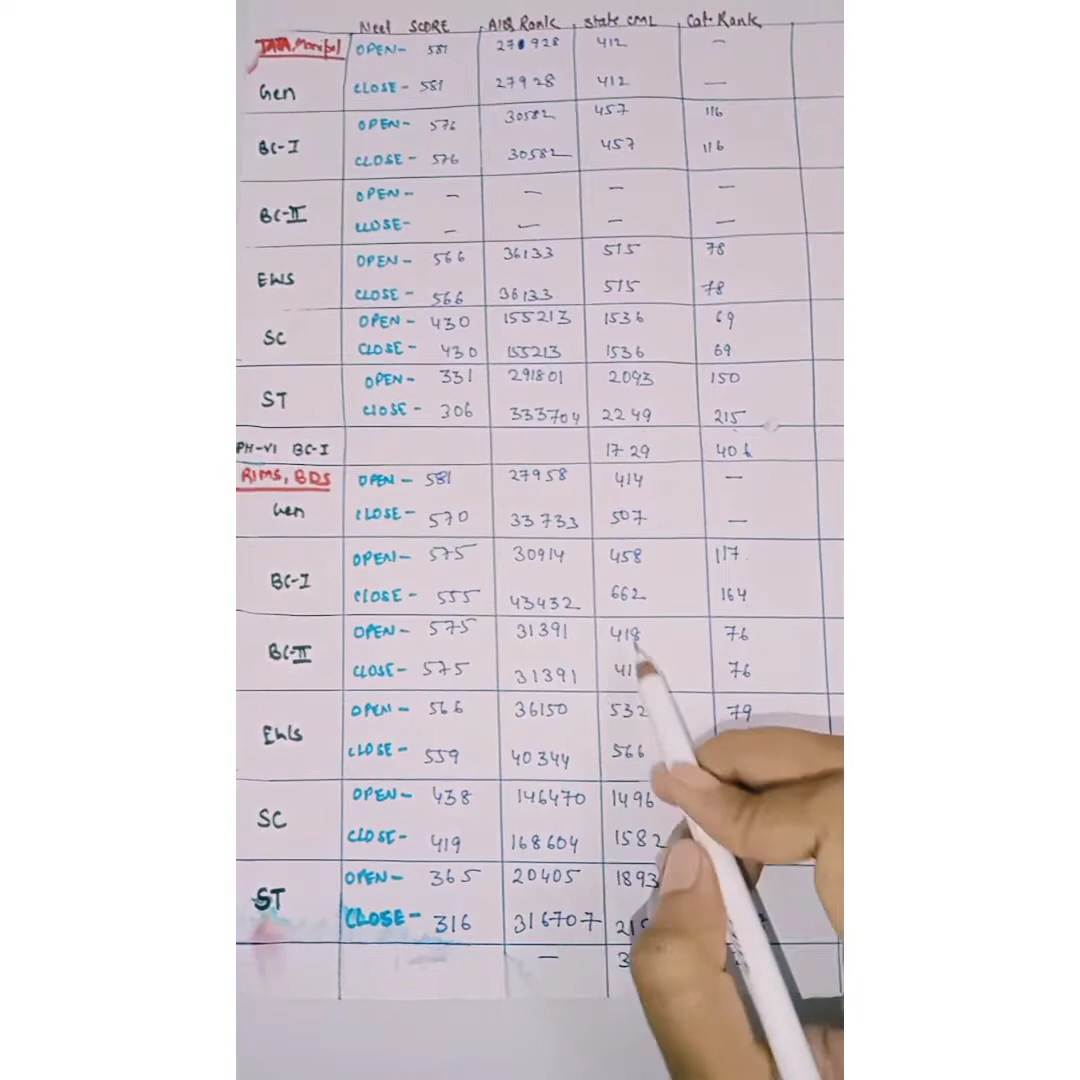 Neet SCORE AIQ Rank state CML Cat. Rank
TATA, Manipal OPEN- 581 27928 412 —
Gen CLOSE- 581 27928 412 —
BC-I OPEN- 576 30582 457 116
CLOSE- 576 30582 457 116
BC-II OPEN- - - - -
CLOSE- - - - -
EWS OPEN- 566 36133 515 78
CLOSE- 566 36133 515 78
SC OPEN- 430 155213 1536 69
CLOSE- 430 155213 1536 69
ST OPEN- 331 291801 2093 150
CLOSE- 306 333704 2249 215
PH-VI BC-I 1729
RIMS, BDS OPEN- 581 27958 414 —
Gen CLOSE- 570 33733 507 —
BC-I OPEN- 575 30914 458 117
CLOSE- 555 43432 662 164
BC-II OPEN- 575 31391 418 76
CLOSE- 575 31391 76
EWS OPEN- 566 36150 532 79
CLOSE- 559 40344 566
SC OPEN- 438 146470 1496
CLOSE- 419 168604 1582
ST OPEN- 365 20405 1893
CLOSE- 316 316707
—